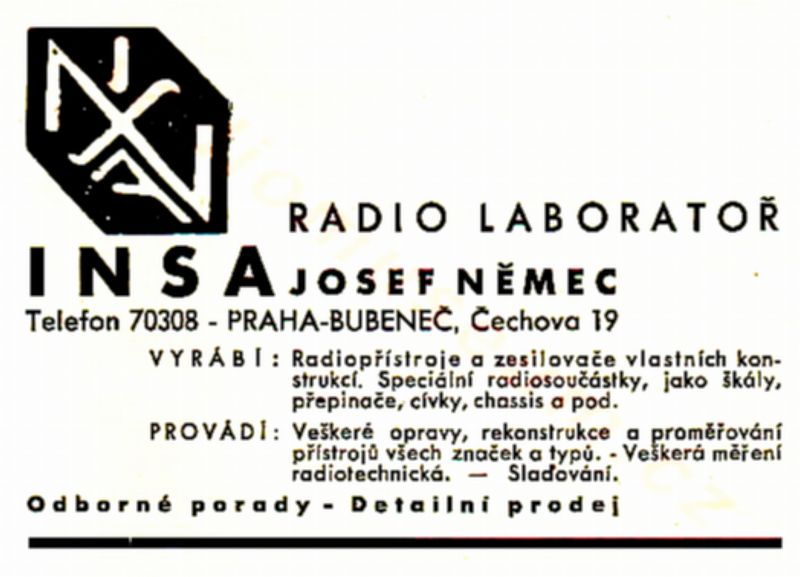 INSA
RADIO LABORATOŘ
INSA JOSEF NĚMEC
Telefon 70308 - PRAHA-BUBENEČ, Čechova 19
VYRÁBÍ: Radiopřístroje a zesilovače vlastních kon-
strukcí. Speciální radiosoučástky, jako škály,
přepinače, cívky, chassis a pod.
PROVÁDÍ: Veškeré opravy, rekonstrukce a proměřování
přístrojů všech značek a typů. - Veškerá měření
radiotechnická. — Slaďování.
Odborné porady - Detailní prodej